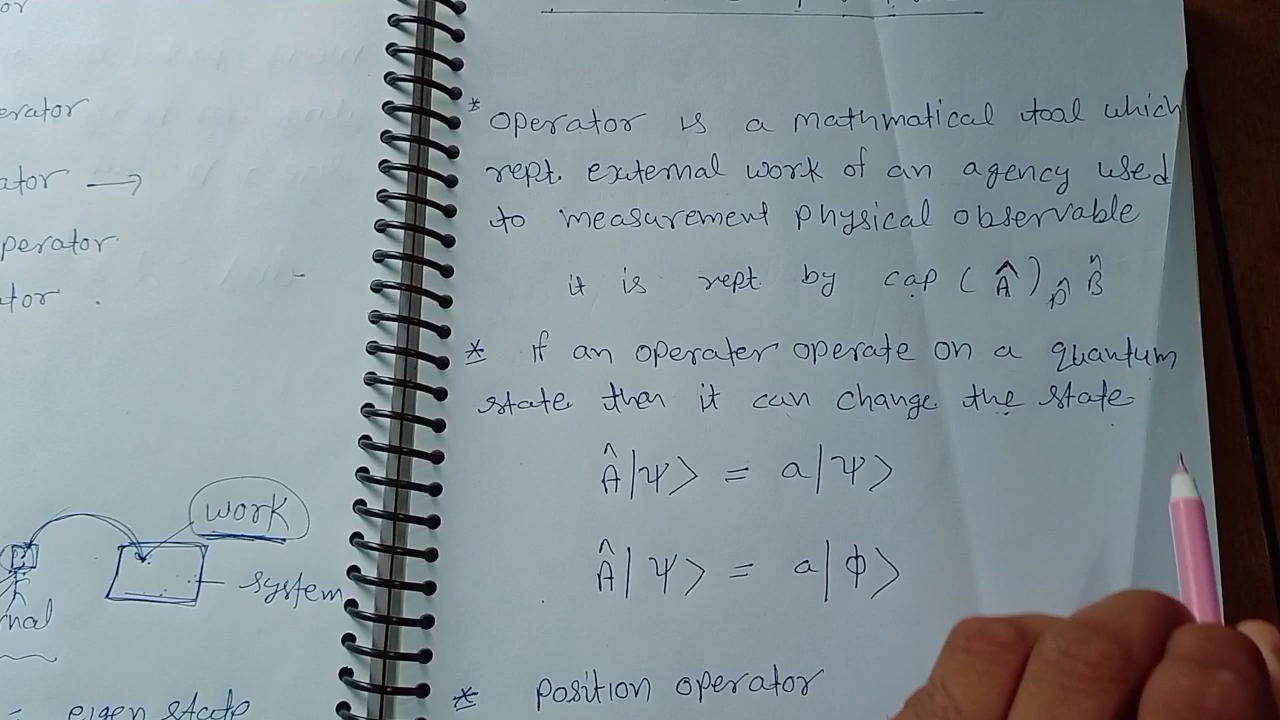 erator
ator →
perator
tor .
work
system
nal
= eigen state
* operator is a mathmatical tool which
rept. external work of an agency used
to measurement physical observable
it is rept by cap (Â), p̂ B̂
* if an operater operate on a quantum
state then it can change the state
Â|Ψ> = a|Ψ>
Â|Ψ> = a|ϕ>
* position operator